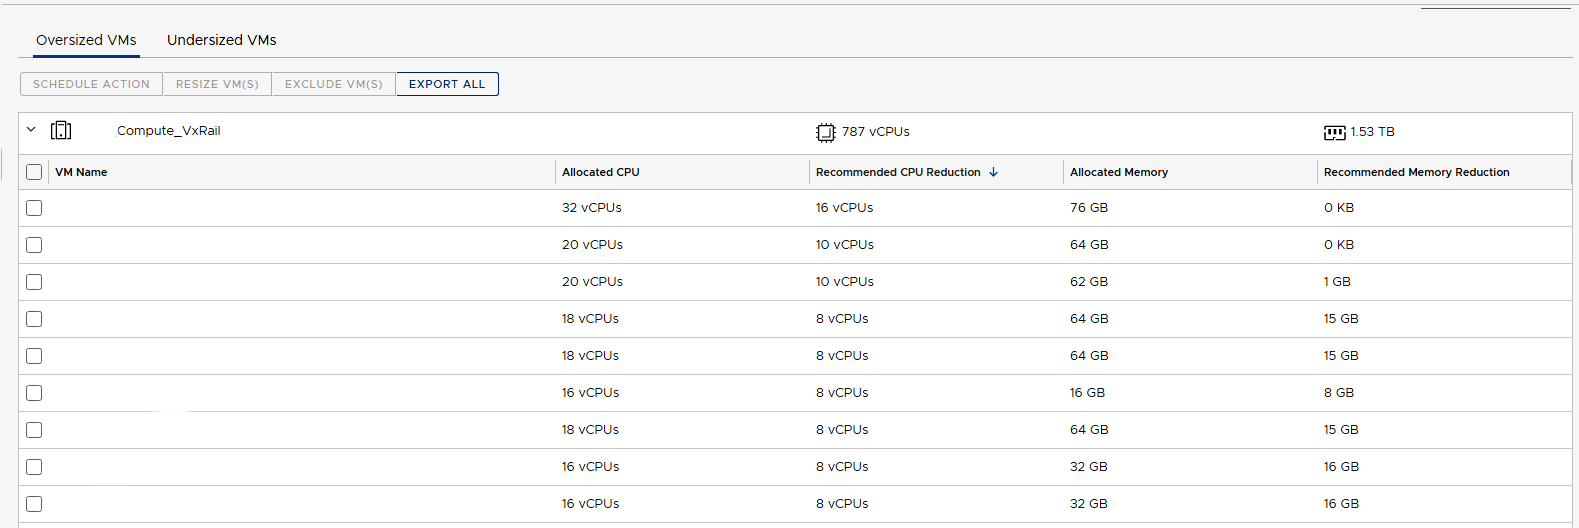 Oversized VMs Undersized VMs
SCHEDULE ACTION RESIZE VM(S) EXCLUDE VM(S) EXPORT ALL
Compute_VxRail 787 vCPUs 1.53 TB
VM Name Allocated CPU Recommended CPU Reduction Allocated Memory Recommended Memory Reduction
32 vCPUs 16 vCPUs 76 GB 0 KB
20 vCPUs 10 vCPUs 64 GB 0 KB
20 vCPUs 10 vCPUs 62 GB 1 GB
18 vCPUs 8 vCPUs 64 GB 15 GB
18 vCPUs 8 vCPUs 64 GB 15 GB
16 vCPUs 8 vCPUs 16 GB 8 GB
18 vCPUs 8 vCPUs 64 GB 15 GB
16 vCPUs 8 vCPUs 32 GB 16 GB
16 vCPUs 8 vCPUs 32 GB 16 GB